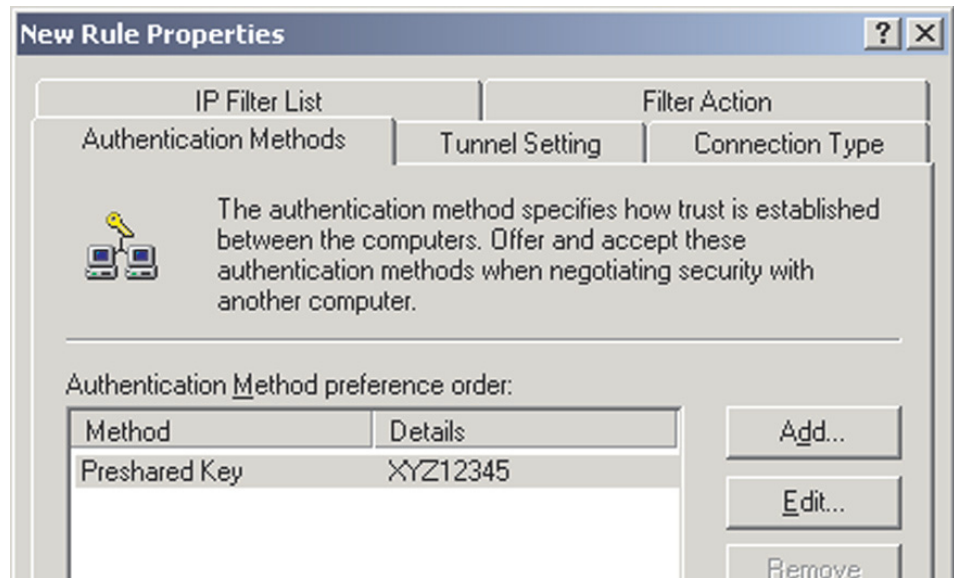 New Rule Properties
IP Filter List
Filter Action
Authentication Methods
Tunnel Setting
Connection Type
The authentication method specifies how trust is established
between the computers. Offer and accept these
authentication methods when negotiating security with
another computer.
Authentication Method preference order:
Method
Details
Add...
Preshared Key
XYZ12345
Edit...
Remove